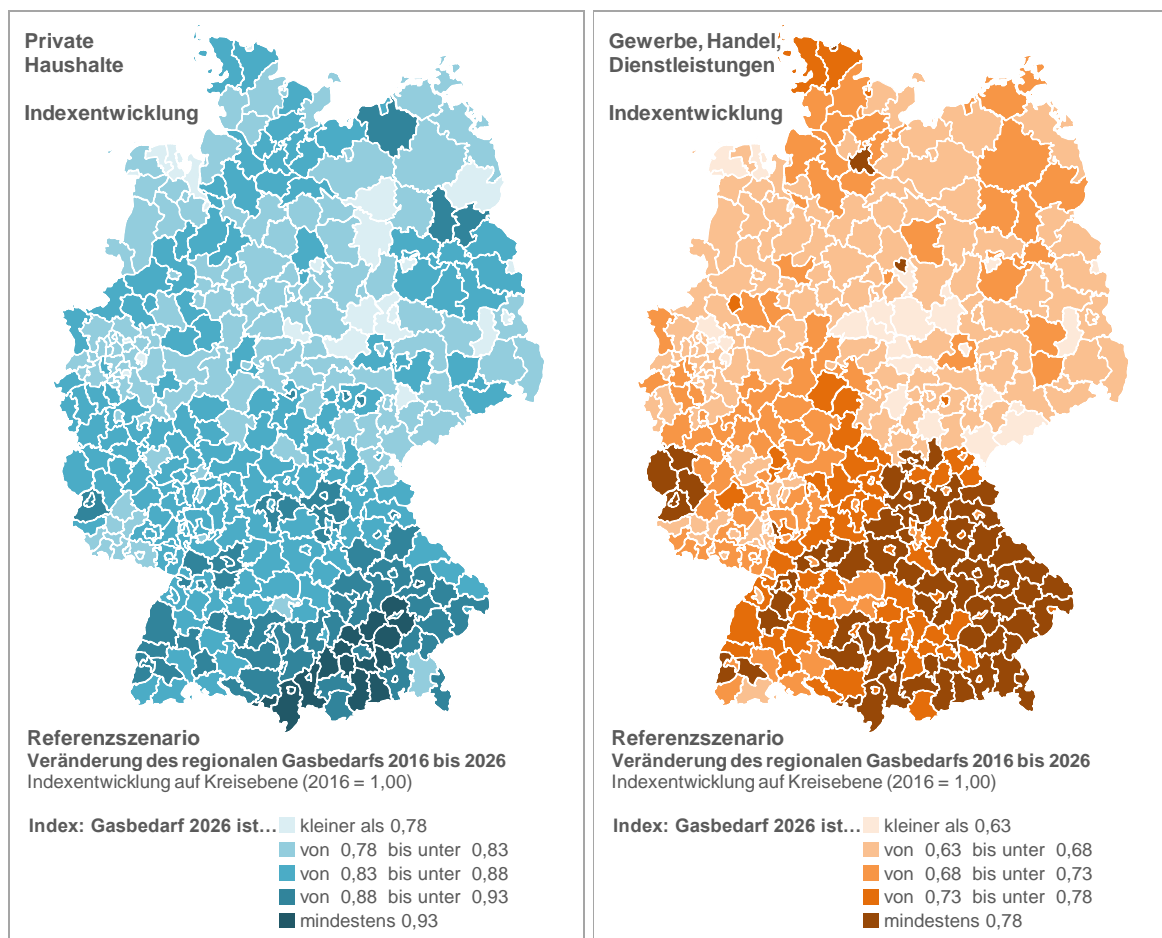 Private
Haushalte
Indexentwicklung
Referenzszenario
Veränderung des regionalen Gasbedarfs 2016 bis 2026
Indexentwicklung auf Kreisebene (2016 = 1,00)
Index: Gasbedarf 2026 ist… kleiner als 0,78
von 0,78 bis unter 0,83
von 0,83 bis unter 0,88
von 0,88 bis unter 0,93
mindestens 0,93
Gewerbe, Handel,
Dienstleistungen
Indexentwicklung
Referenzszenario
Veränderung des regionalen Gasbedarfs 2016 bis 2026
Indexentwicklung auf Kreisebene (2016 = 1,00)
Index: Gasbedarf 2026 ist… kleiner als 0,63
von 0,63 bis unter 0,68
von 0,68 bis unter 0,73
von 0,73 bis unter 0,78
mindestens 0,78